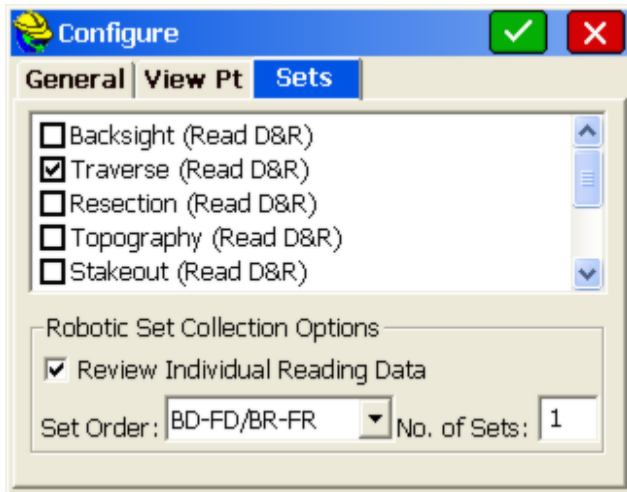 Configure
General View Pt Sets
Backsight (Read D&R)
Traverse (Read D&R)
Resection (Read D&R)
Topography (Read D&R)
Stakeout (Read D&R)
Robotic Set Collection Options
Review Individual Reading Data
Set Order: BD-FD/BR-FR No. of Sets: 1